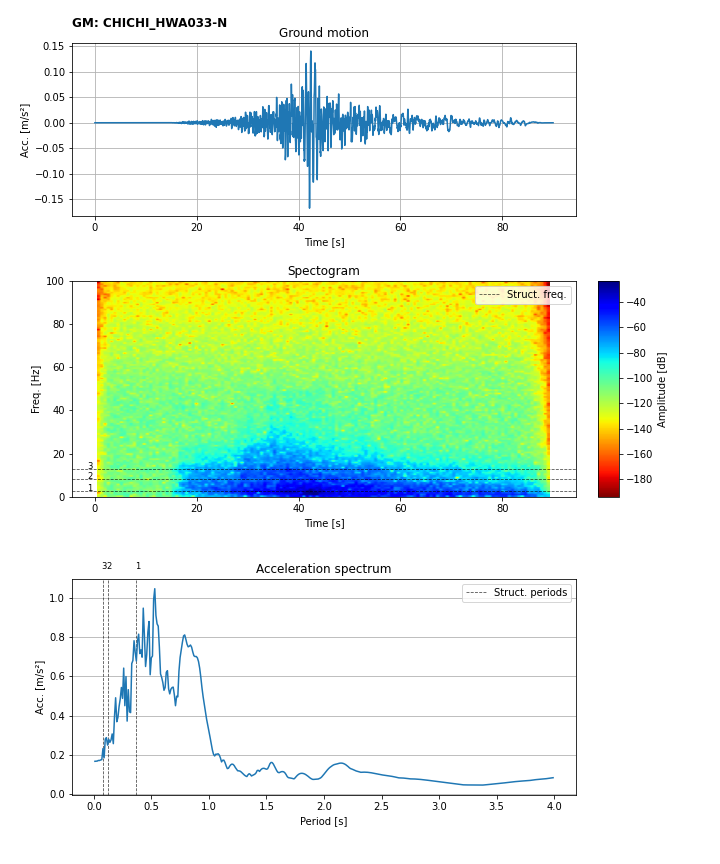 GM: CHICHI_HWA033-N
Ground motion
Acc. [m/s²]
0.15
0.10
0.05
0.00
−0.05
−0.10
−0.15
0 20 40 60 80
Time [s]
Spectogram
Freq. [Hz]
100
80
60
40
20
0
3
2
1
Struct. freq.
0 20 40 60 80
Time [s]
−40
−60
−80
−100
−120
−140
−160
−180
Amplitude [dB]
3 2 1
Acceleration spectrum
Acc. [m/s²]
1.0
0.8
0.6
0.4
0.2
0.0
Struct. periods
0.0 0.5 1.0 1.5 2.0 2.5 3.0 3.5 4.0
Period [s]